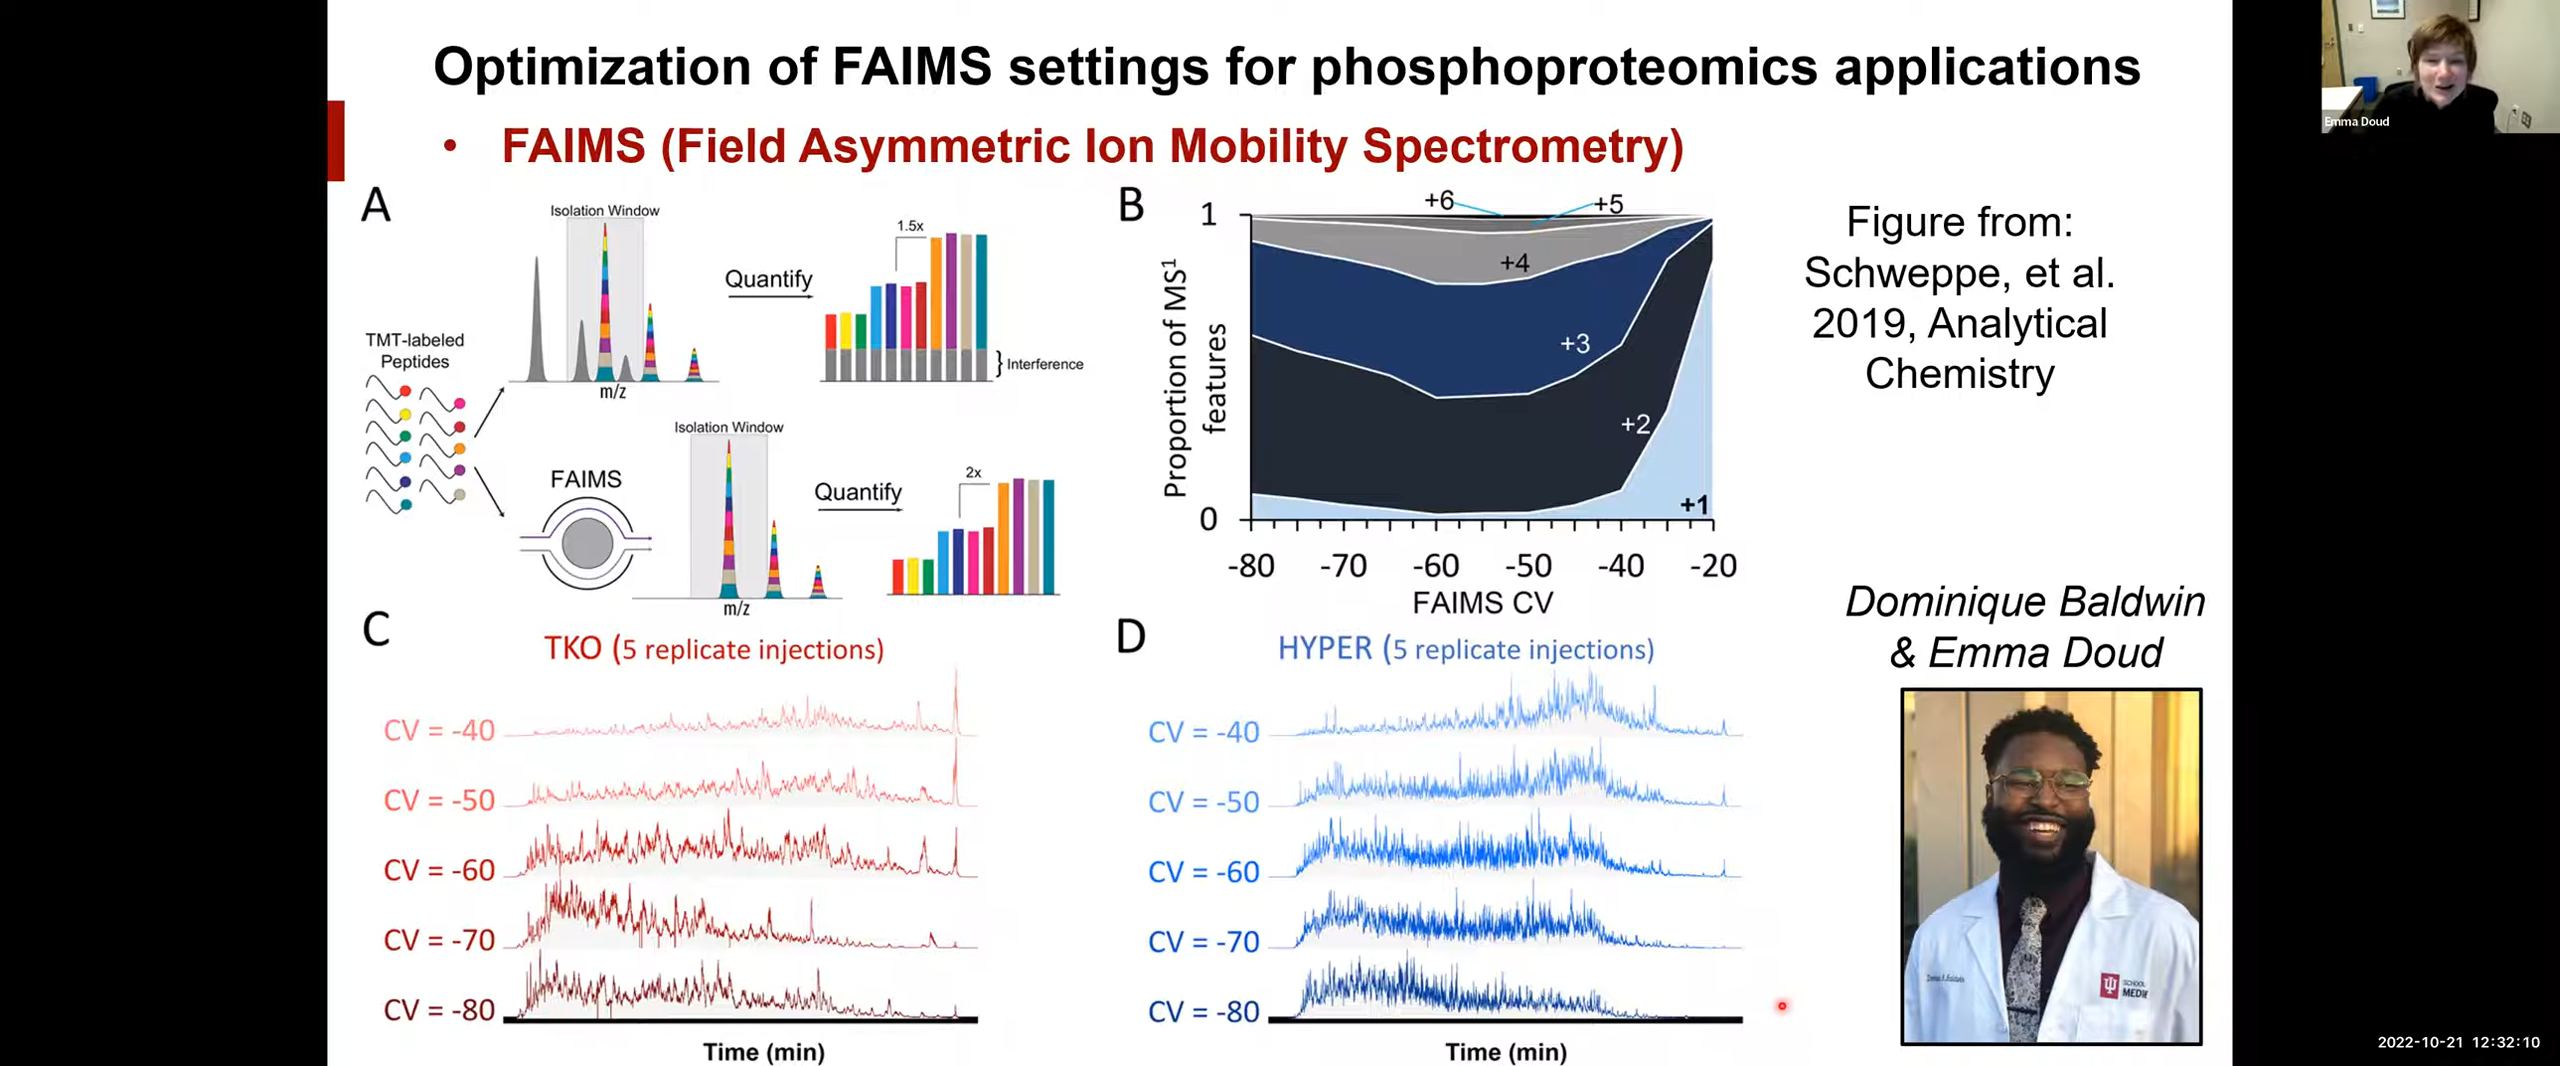 Optimization of FAIMS settings for phosphoproteomics applications
• FAIMS (Field Asymmetric Ion Mobility Spectrometry)
A
Isolation Window
TMT-labeled
Peptides
m/z
Quantify
1.5x
Interference
FAIMS
Isolation Window
m/z
Quantify
2x
B
Proportion of MS¹
features
1
0
+6
+5
+4
+3
+2
+1
-80 -70 -60 -50 -40 -20
FAIMS CV
Figure from:
Schweppe, et al.
2019, Analytical
Chemistry
C
TKO (5 replicate injections)
CV = -40
CV = -50
CV = -60
CV = -70
CV = -80
Time (min)
D
HYPER (5 replicate injections)
CV = -40
CV = -50
CV = -60
CV = -70
CV = -80
Time (min)
Dominique Baldwin
& Emma Doud
SCHOOL
Emma Doud
2022-10-21 12:32:10